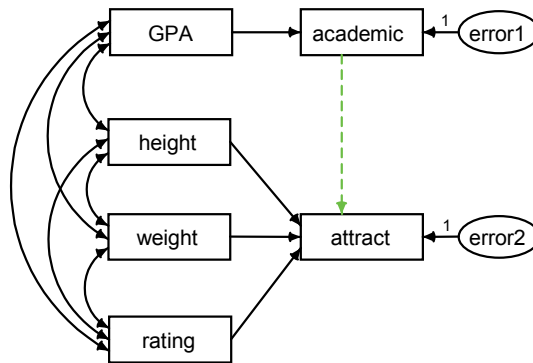 GPA
academic
1
error1
height
weight
attract
1
error2
rating